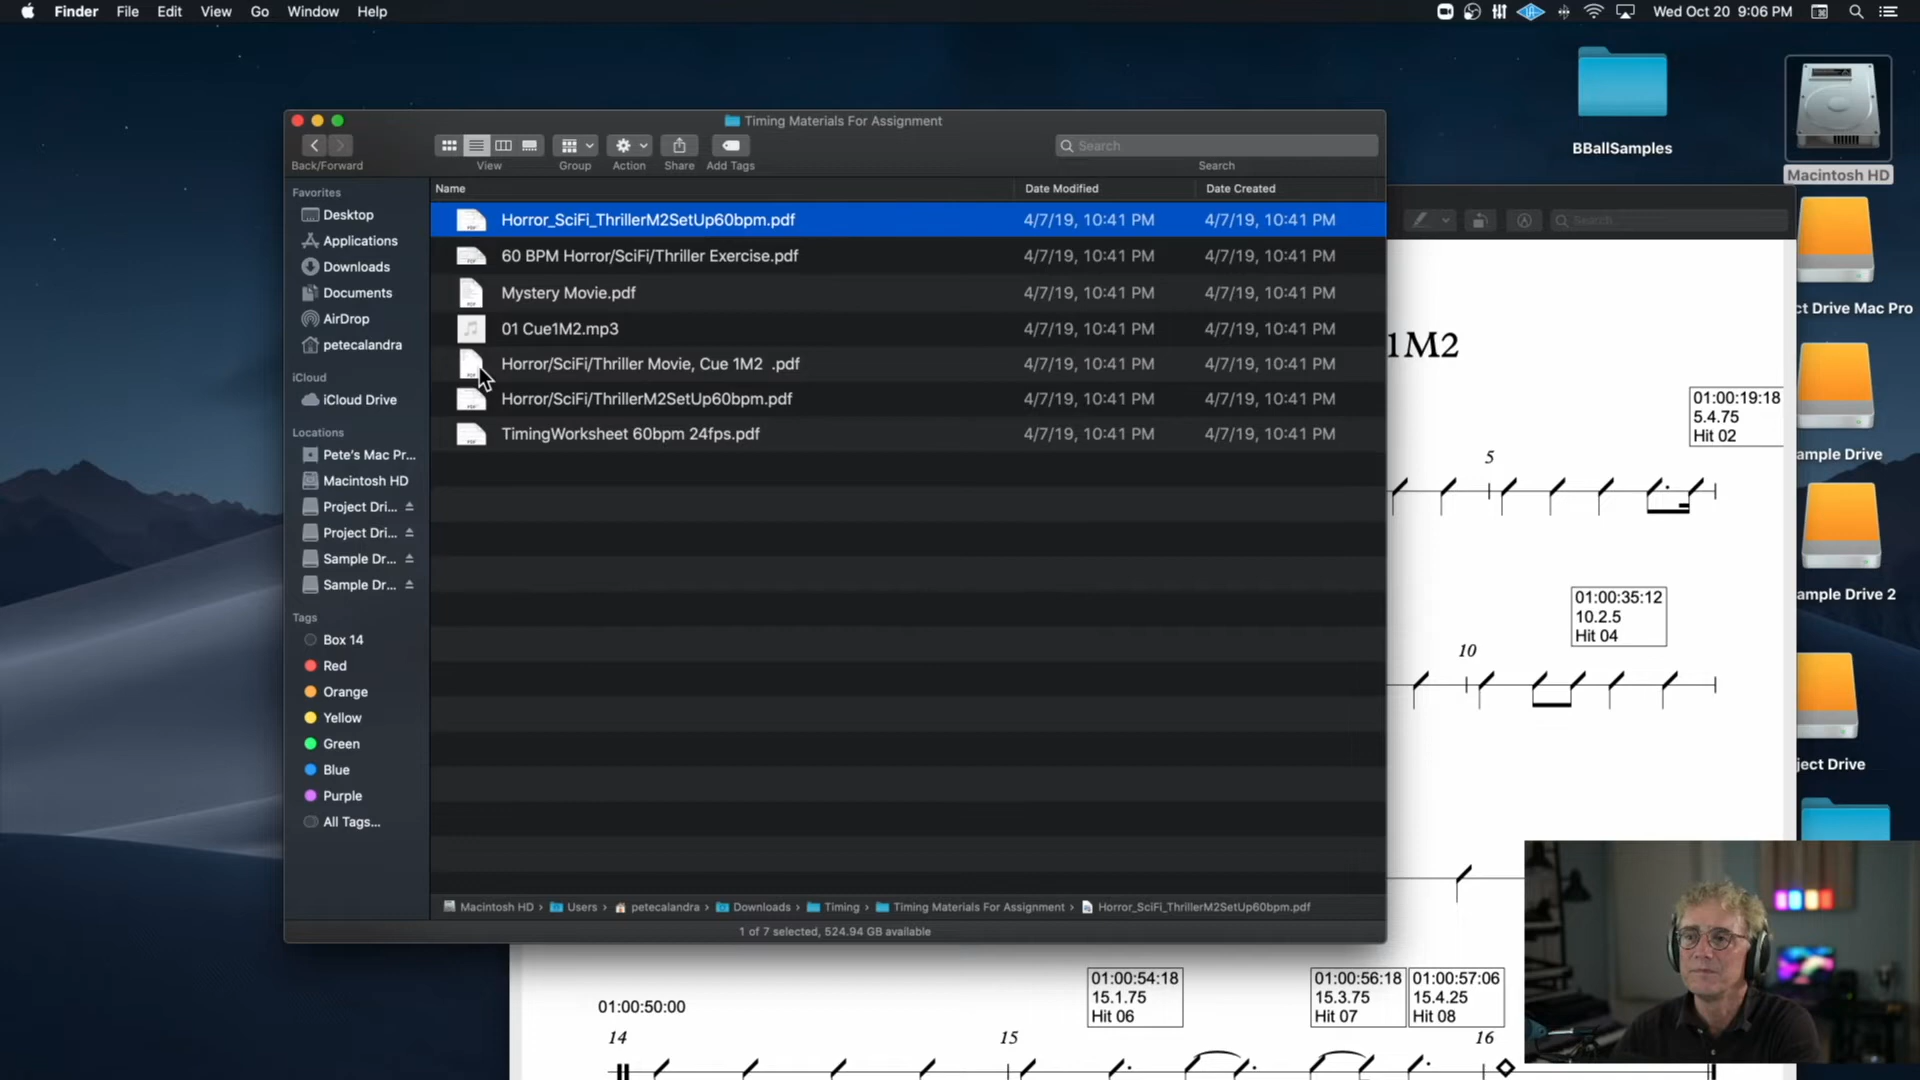 Finder File Edit View Go Window Help
Wed Oct 20 9:06 PM
BBallSamples
Macintosh HD
Timing Materials For Assignment
Search
Back/Forward View Group Action Share Add Tags Search
Search
Name Date Modified Date Created
Horror_SciFi_ThrillerM2SetUp60bpm.pdf 4/7/19, 10:41 PM 4/7/19, 10:41 PM
60 BPM Horror/SciFi/Thriller Exercise.pdf 4/7/19, 10:41 PM 4/7/19, 10:41 PM
Mystery Movie.pdf 4/7/19, 10:41 PM 4/7/19, 10:41 PM
01 Cue1M2.mp3 4/7/19, 10:41 PM 4/7/19, 10:41 PM
Horror/SciFi/Thriller Movie, Cue 1M2 .pdf 4/7/19, 10:41 PM 4/7/19, 10:41 PM
Horror/SciFi/ThrillerM2SetUp60bpm.pdf 4/7/19, 10:41 PM 4/7/19, 10:41 PM
TimingWorksheet 60bpm 24fps.pdf 4/7/19, 10:41 PM 4/7/19, 10:41 PM
Favorites
Desktop
Applications
Downloads
Documents
AirDrop
petecalandra
iCloud
iCloud Drive
Locations
Pete's Mac Pr...
Macintosh HD
Project Dri...
Project Dri...
Sample Dr...
Sample Dr...
Tags
Box 14
Red
Orange
Yellow
Green
Blue
Purple
All Tags...
Macintosh HD › Users › petecalandra › Downloads › Timing › Timing Materials For Assignment › Horror_SciFi_ThrillerM2SetUp60bpm.pdf
1 of 7 selected, 524.94 GB available
1M2
01:00:19:18
5.4.75
Hit 02
5
01:00:35:12
10.2.5
Hit 04
10
ct Drive Mac Pro
ample Drive
ample Drive 2
ject Drive
01:00:50:00
14
15
01:00:54:18
15.1.75
Hit 06
01:00:56:18
15.3.75
Hit 07
01:00:57:06
15.4.25
Hit 08
16